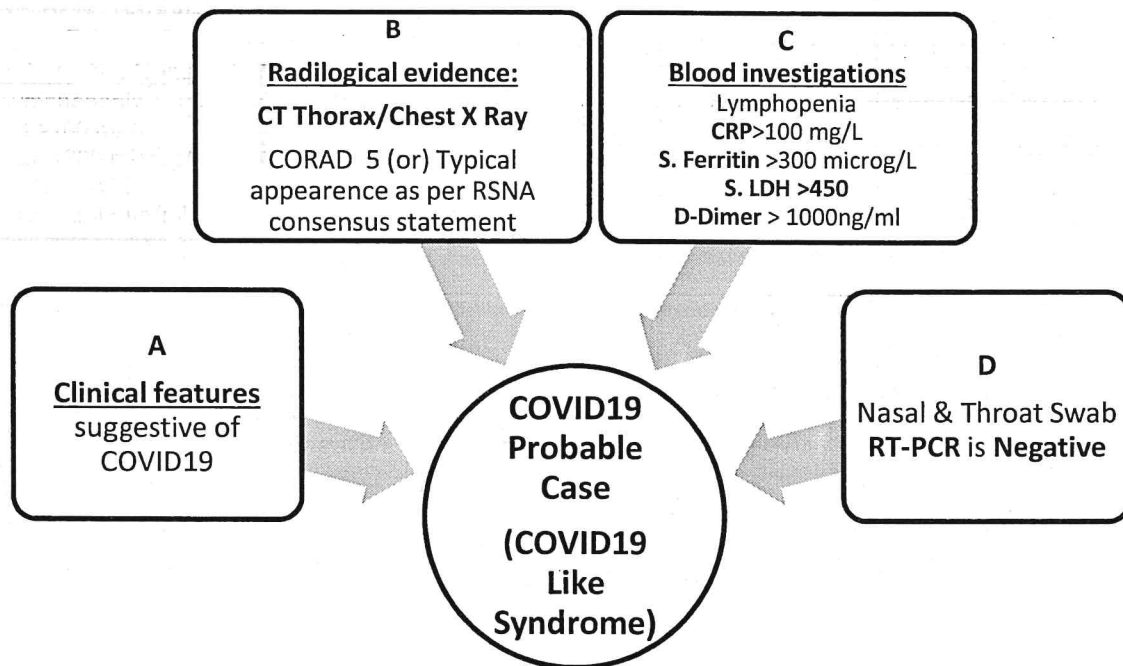 A
Clinical features
suggestive of
COVID19
B
Radilogical evidence:
CT Thorax/Chest X Ray
CORAD 5 (or) Typical
appearence as per RSNA
consensus statement
C
Blood investigations
Lymphopenia
CRP>100 mg/L
S. Ferritin >300 microg/L
S. LDH >450
D-Dimer > 1000ng/ml
D
Nasal & Throat Swab
RT-PCR is Negative
COVID19
Probable
Case
(COVID19
Like
Syndrome)